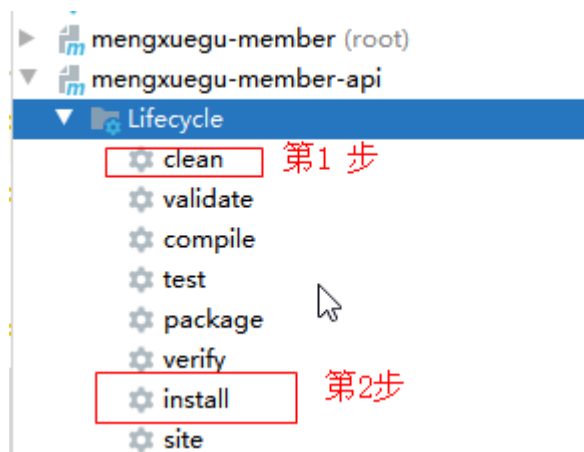 mengxuegu-member (root)
mengxuegu-member-api
Lifecycle
clean 第1 步
validate
compile
test
package
verify
install 第2步
site